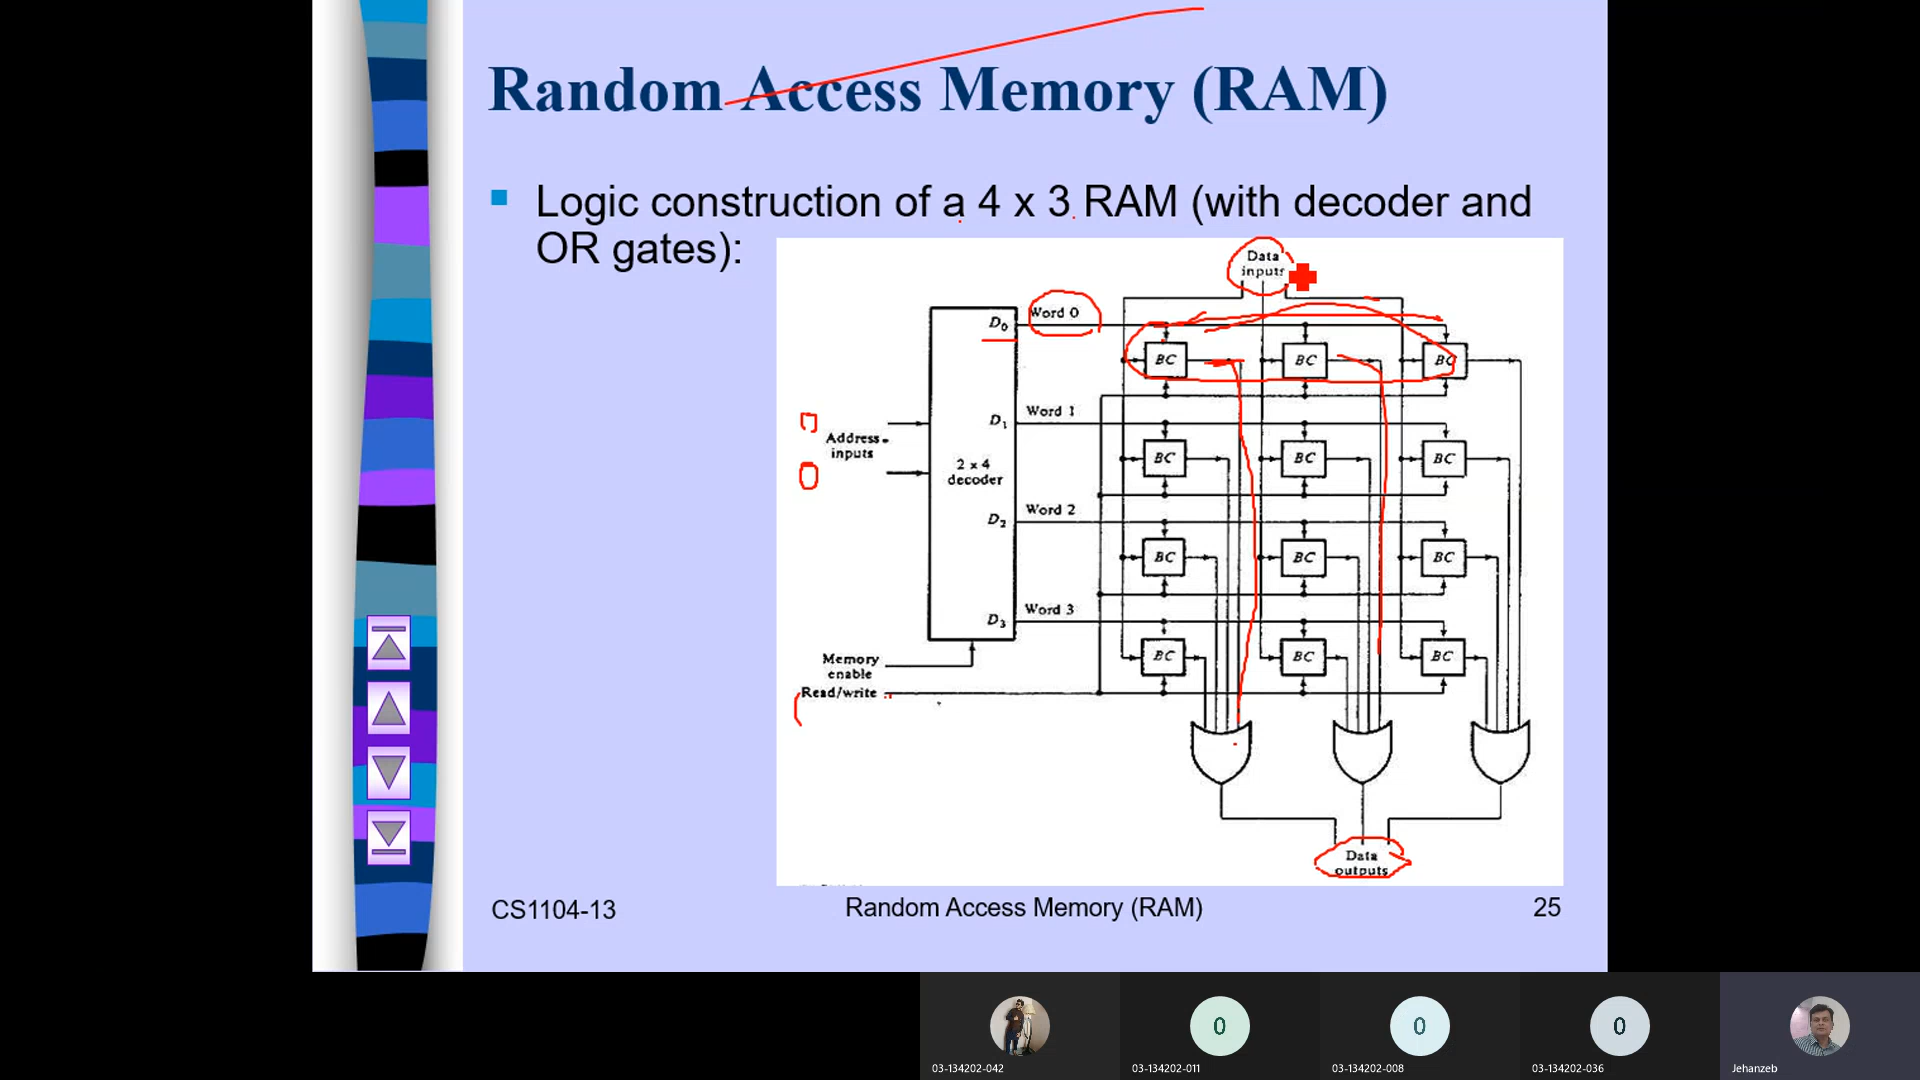 Random Access Memory (RAM)
Logic construction of a 4 x 3 RAM (with decoder and
OR gates):
Data
inputs
D0
Word 0
BC
BC
BC
0
0
Address
inputs
D1
Word 1
BC
BC
BC
2 x 4
decoder
D2
Word 2
BC
BC
BC
D3
Word 3
BC
BC
BC
Memory
enable
Read/write
Data
outputs
CS1104-13
Random Access Memory (RAM)
25
0
0
0
03-134202-042
03-134202-011
03-134202-008
03-134202-036
Jehanzeb